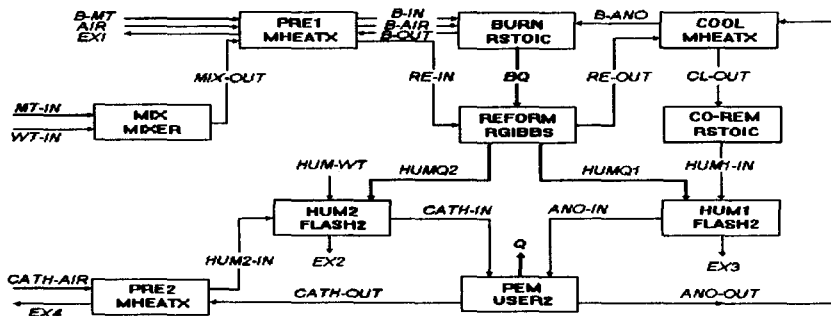 B-MT
AIR
EX1
PRE1
MHEATX
B-IN
B-AIR
B-OUT
BURN
RSTOIC
B-ANO
COOL
MHEATX
MIX-OUT
RE-IN
BQ
RE-OUT
CL-OUT
MT-IN
WT-IN
MIX
MIXER
REFORM
RGIBBS
CO-REM
RSTOIC
HUM-WT
HUMQ2
HUMQ1
HUM1-IN
HUM2
FLASH2
CATH-IN
ANO-IN
HUM1
FLASH2
HUM2-IN
EX2
Q
EX3
CATH-AIR
EX4
PRE2
MHEATX
CATH-OUT
PEM
USER2
ANO-OUT